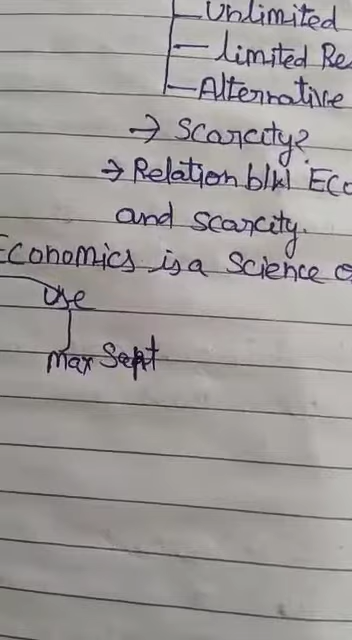 Unlimited
- limited Re
- Alternative
→ Scarcity?
→ Relation b/w Eco
and scarcity.
Economics is a Science o
use
Max